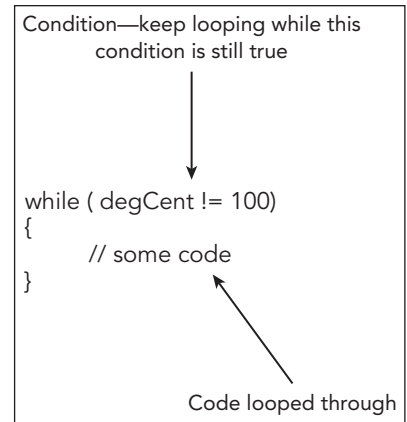 Condition—keep looping while this
condition is still true
while ( degCent != 100)
{
// some code
}
Code looped through